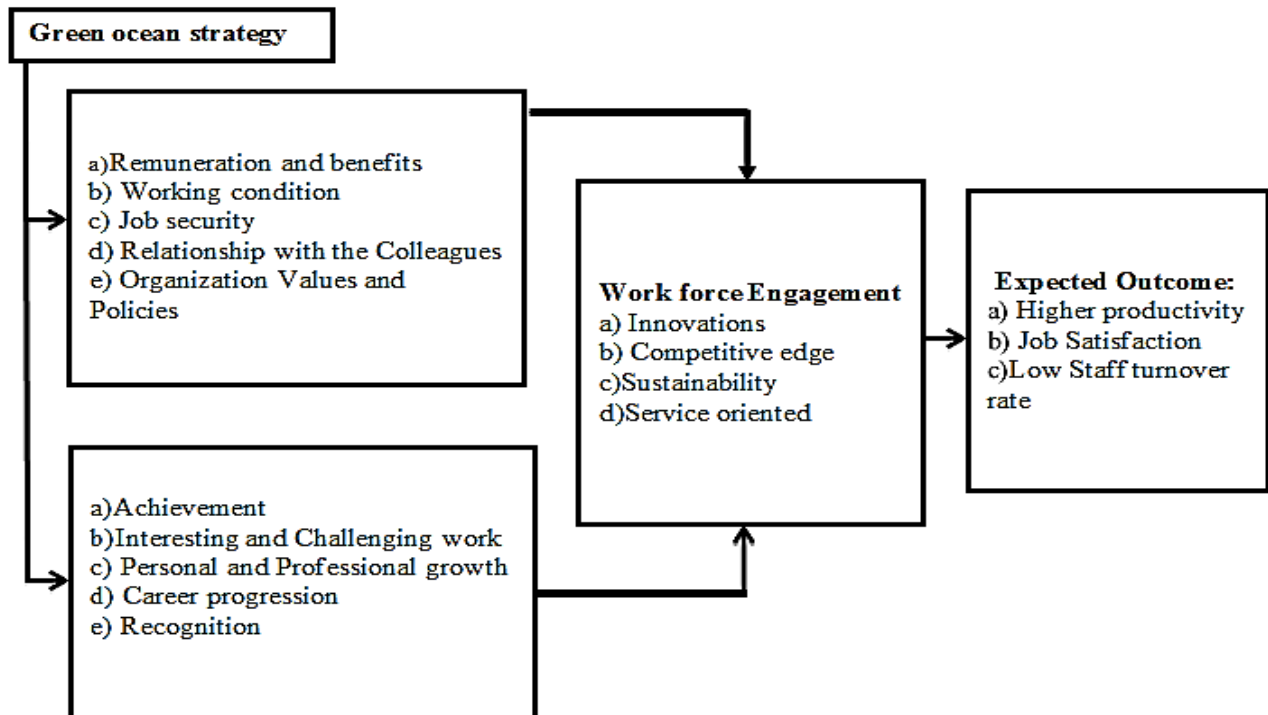 Green ocean strategy
a)Remuneration and benefits
b) Working condition
c) Job security
d) Relationship with the Colleagues
e) Organization Values and
Policies
a)Achievement
b)Interesting and Challenging work
c) Personal and Professional growth
d) Career progression
e) Recognition
Work force Engagement
a) Innovations
b) Competitive edge
c)Sustainability
d)Service oriented
Expected Outcome:
a) Higher productivity
b) Job Satisfaction
c)Low Staff turnover
rate